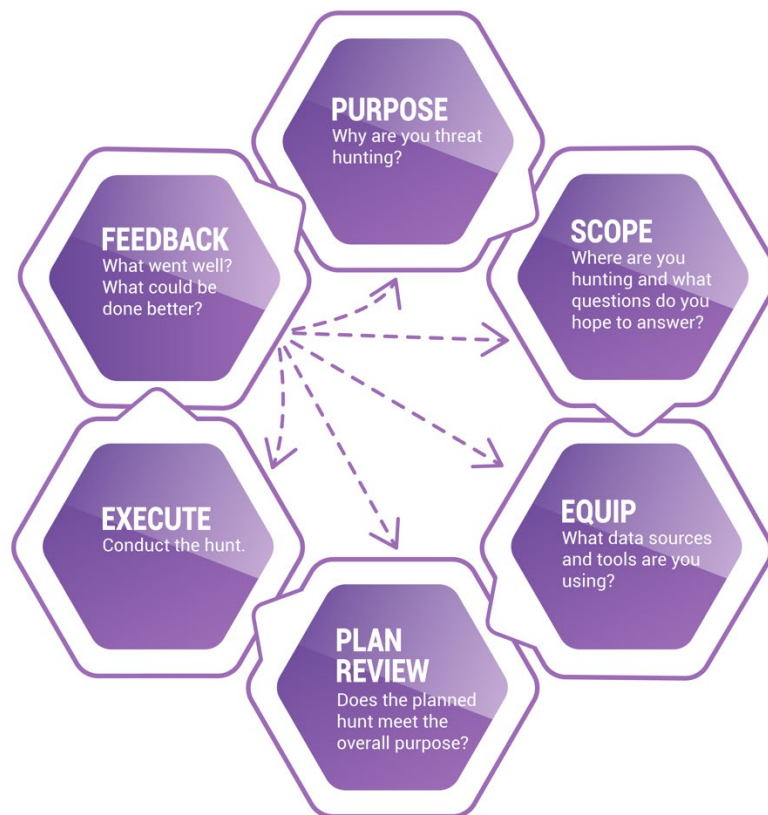 PURPOSE
Why are you threat
hunting?
SCOPE
Where are you
hunting and what
questions do you
hope to answer?
EQUIP
What data sources
and tools are you
using?
PLAN
REVIEW
Does the planned
hunt meet the
overall purpose?
EXECUTE
Conduct the hunt.
FEEDBACK
What went well?
What could be
done better?